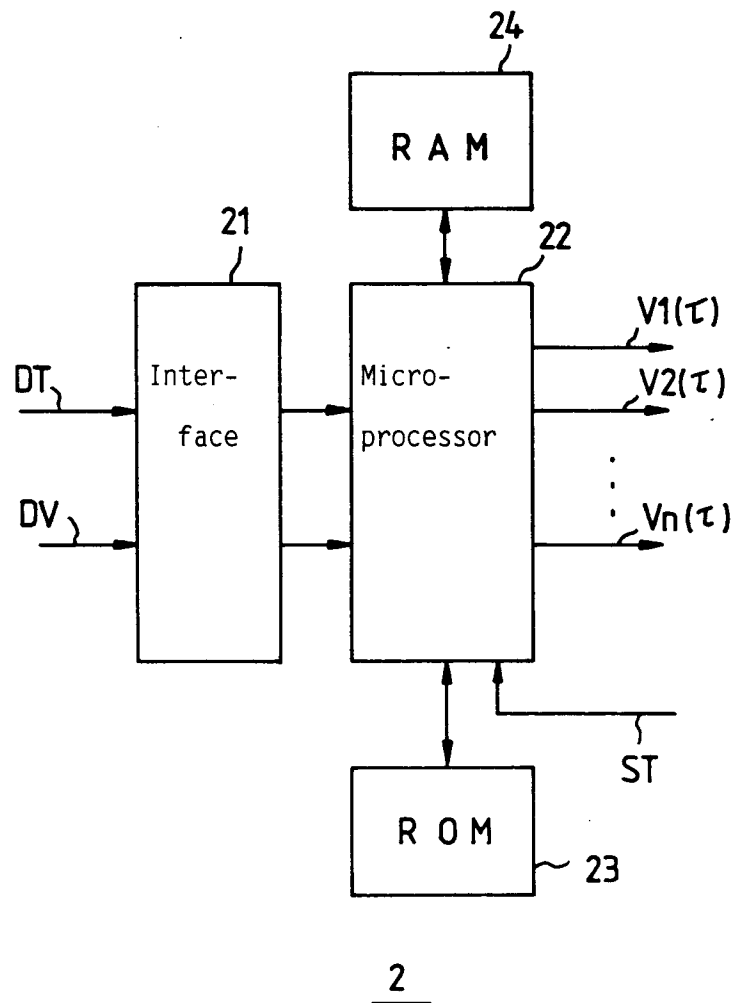 24
RAM
21
22
V1(τ)
DT
Inter-
face
Micro-
processor
V2(τ)
DV
Vn(τ)
ST
ROM
23
2